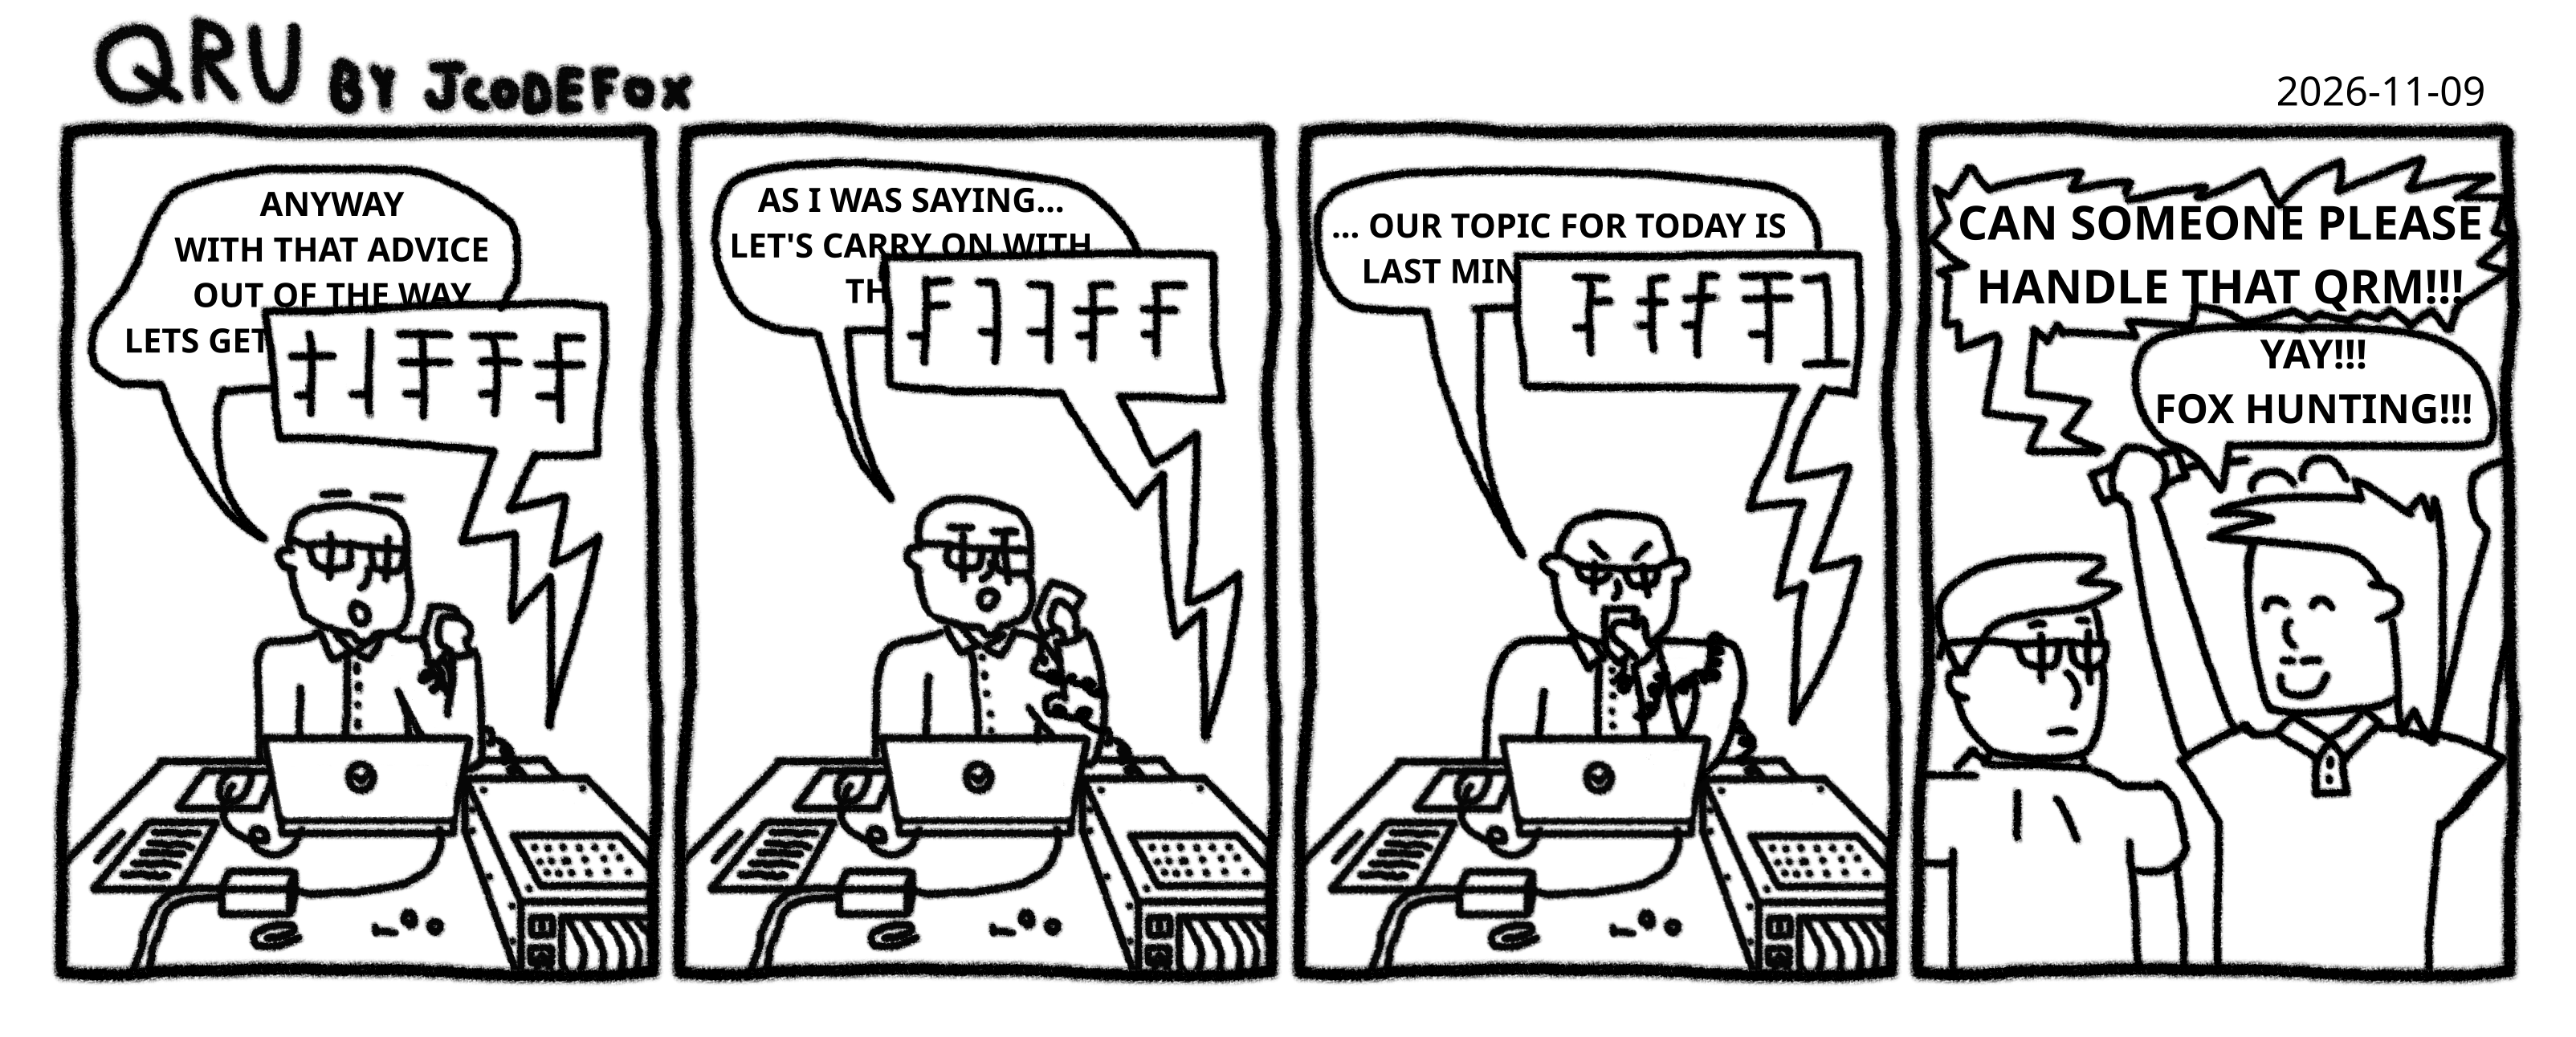 QRU BY JCODEFOX
2026-11-09
ANYWAY
WITH THAT ADVICE
OUT OF THE WAY
LETS GET
AS I WAS SAYING...
LET'S CARRY ON WITH
TH
... OUR TOPIC FOR TODAY IS
LAST MIN
CAN SOMEONE PLEASE
HANDLE THAT QRM!!!
YAY!!!
FOX HUNTING!!!